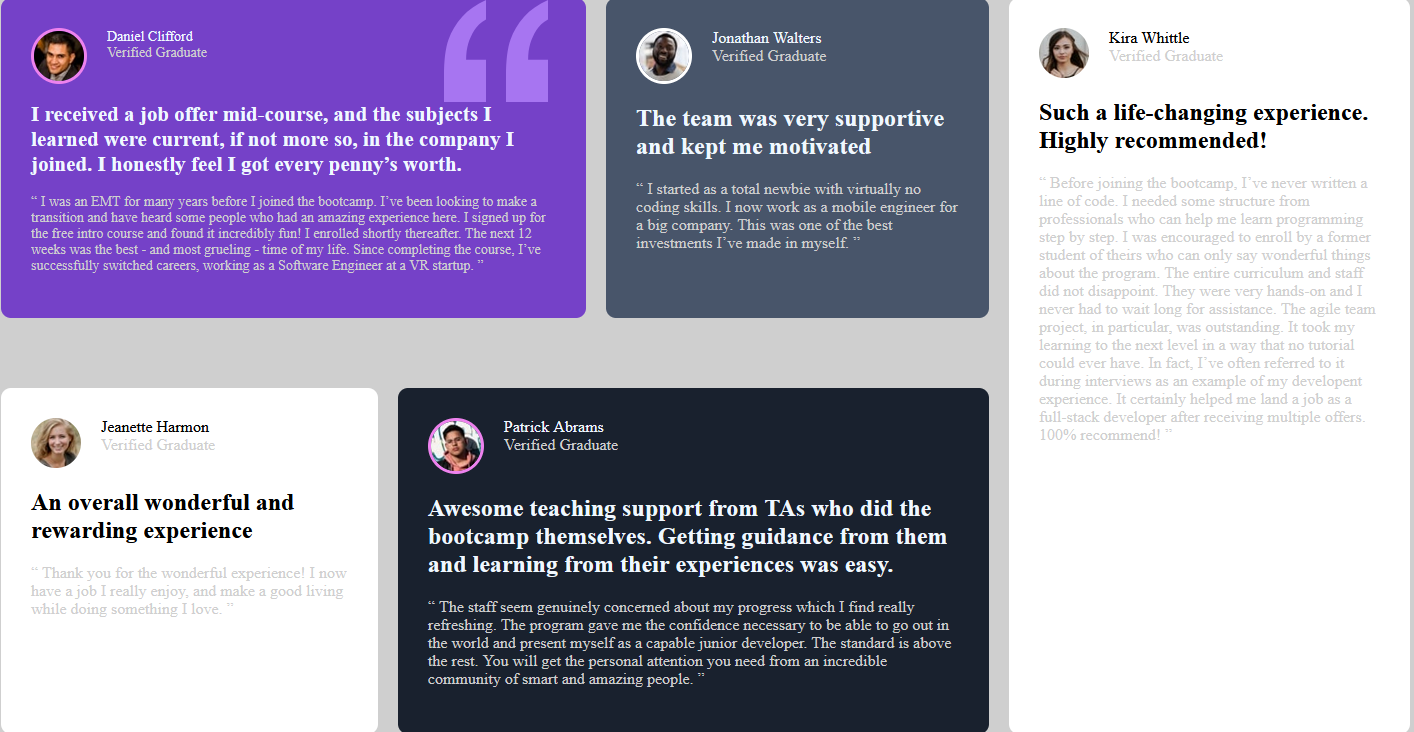 Daniel Clifford
Verified Graduate
I received a job offer mid-course, and the subjects I
learned were current, if not more so, in the company I
joined. I honestly feel I got every penny’s worth.
“ I was an EMT for many years before I joined the bootcamp. I’ve been looking to make a
transition and have heard some people who had an amazing experience here. I signed up for
the free intro course and found it incredibly fun! I enrolled shortly thereafter. The next 12
weeks was the best - and most grueling - time of my life. Since completing the course, I’ve
successfully switched careers, working as a Software Engineer at a VR startup. ”
Jonathan Walters
Verified Graduate
The team was very supportive
and kept me motivated
“ I started as a total newbie with virtually no
coding skills. I now work as a mobile engineer for
a big company. This was one of the best
investments I’ve made in myself. ”
Kira Whittle
Verified Graduate
Such a life-changing experience.
Highly recommended!
“ Before joining the bootcamp, I’ve never written a
line of code. I needed some structure from
professionals who can help me learn programming
step by step. I was encouraged to enroll by a former
student of theirs who can only say wonderful things
about the program. The entire curriculum and staff
did not disappoint. They were very hands-on and I
never had to wait long for assistance. The agile team
project, in particular, was outstanding. It took my
learning to the next level in a way that no tutorial
could ever have. In fact, I’ve often referred to it
during interviews as an example of my developent
experience. It certainly helped me land a job as a
full-stack developer after receiving multiple offers.
100% recommend! ”
Jeanette Harmon
Verified Graduate
An overall wonderful and
rewarding experience
“ Thank you for the wonderful experience! I now
have a job I really enjoy, and make a good living
while doing something I love. ”
Patrick Abrams
Verified Graduate
Awesome teaching support from TAs who did the
bootcamp themselves. Getting guidance from them
and learning from their experiences was easy.
“ The staff seem genuinely concerned about my progress which I find really
refreshing. The program gave me the confidence necessary to be able to go out in
the world and present myself as a capable junior developer. The standard is above
the rest. You will get the personal attention you need from an incredible
community of smart and amazing people. ”